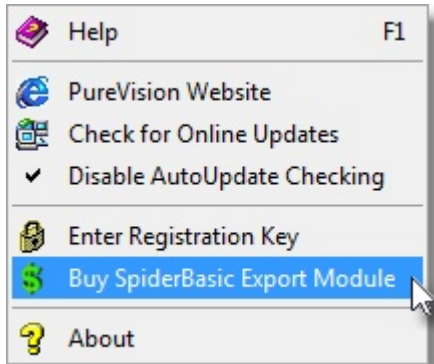 Help F1
PureVision Website
Check for Online Updates
Disable AutoUpdate Checking
Enter Registration Key
Buy SpiderBasic Export Module
About